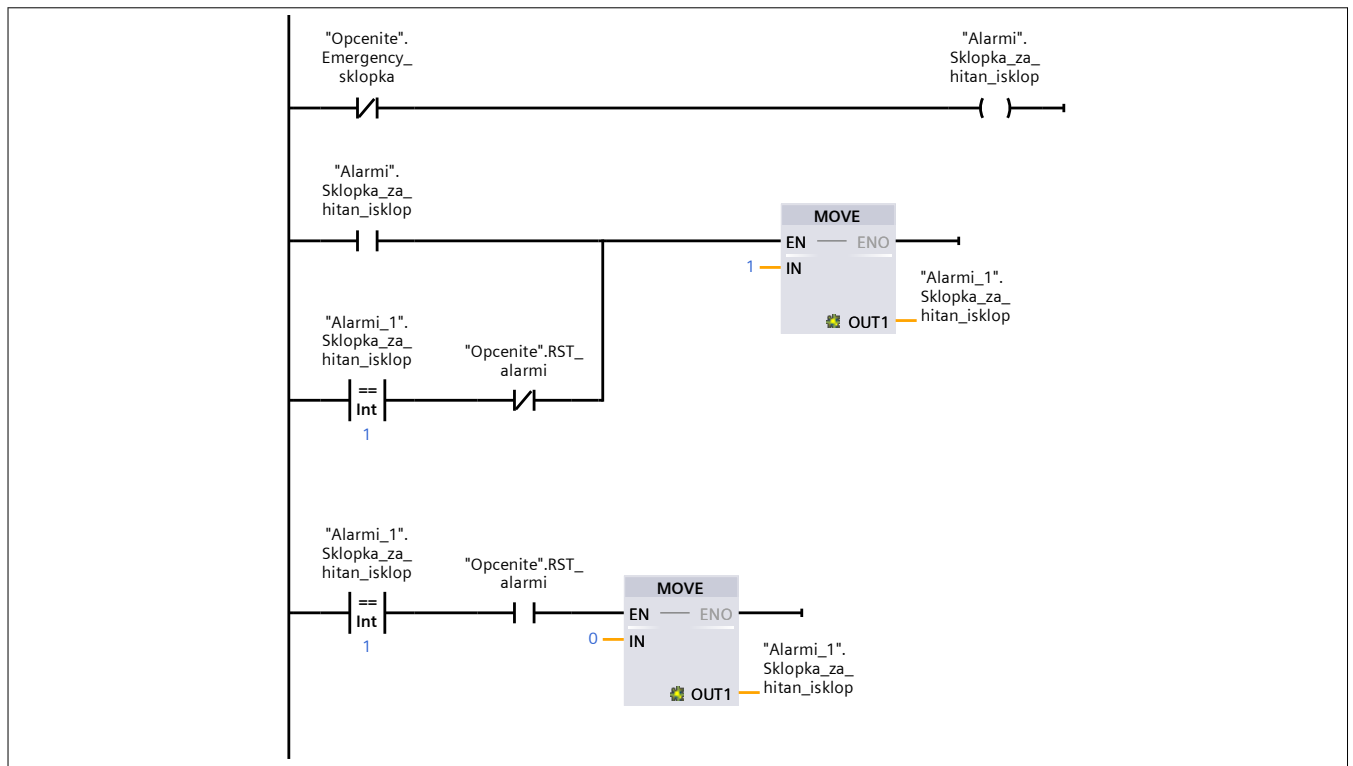 "Opcenite".
Emergency_
sklopka
"Alarmi".
Sklopka_za_
hitan_isklop
"Alarmi".
Sklopka_za_
hitan_isklop
MOVE
EN
ENO
1
IN
OUT1
"Alarmi_1".
Sklopka_za_
hitan_isklop
"Alarmi_1".
Sklopka_za_
hitan_isklop
==
Int
1
"Opcenite".RST_
alarmi
"Alarmi_1".
Sklopka_za_
hitan_isklop
==
Int
1
"Opcenite".RST_
alarmi
MOVE
EN
ENO
0
IN
OUT1
"Alarmi_1".
Sklopka_za_
hitan_isklop